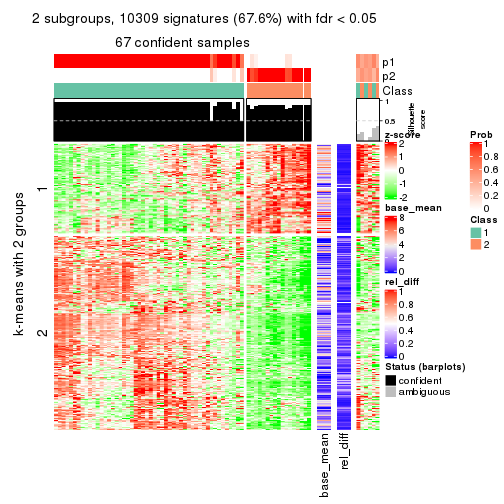 2 subgroups, 10309 signatures (67.6%) with fdr < 0.05
67 confident samples
p1
p2
Class
1
0.5
0
Silhouette
score
k-means with 2 groups
1
2
base_mean
rel_diff
z-score
2
1
0
-1
-2
base_mean
8
6
4
2
0
rel_diff
1
0.8
0.6
0.4
0.2
0
Status (barplots)
confident
ambiguous
Prob
1
0.8
0.6
0.4
0.2
0
Class
1
2